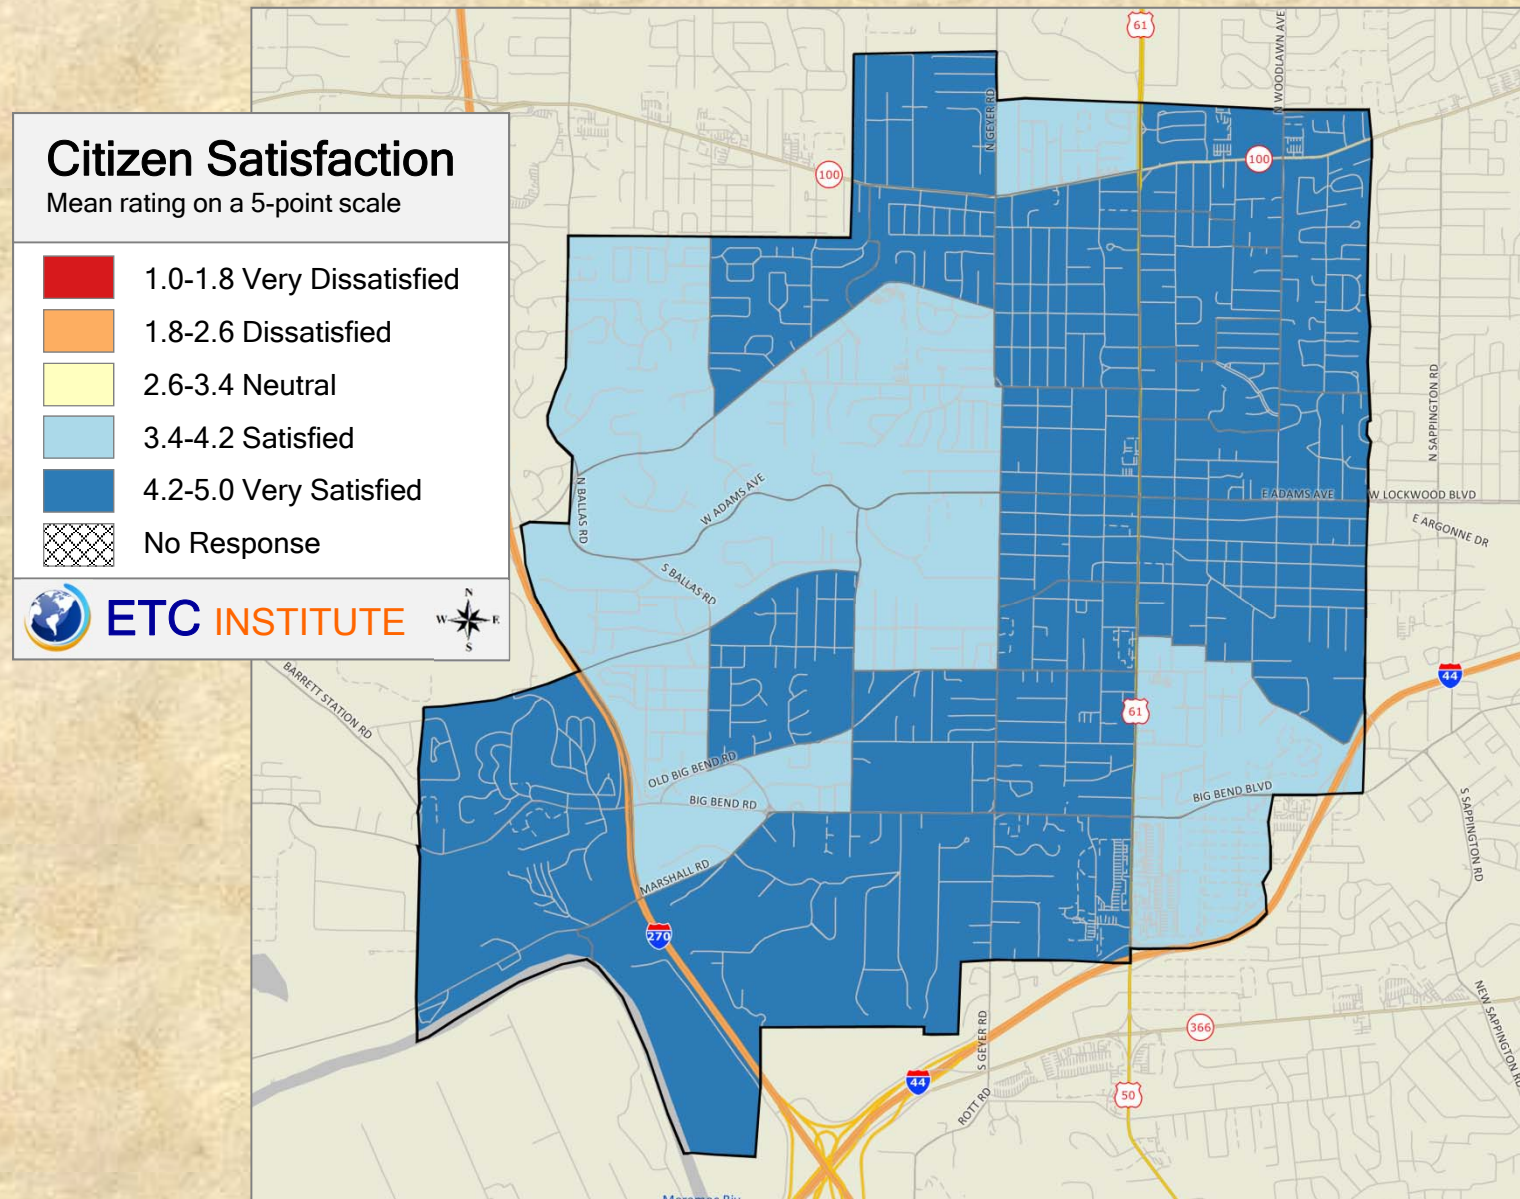 Citizen Satisfaction
Mean rating on a 5-point scale
1.0-1.8 Very Dissatisfied
1.8-2.6 Dissatisfied
2.6-3.4 Neutral
3.4-4.2 Satisfied
4.2-5.0 Very Satisfied
No Response
ETC INSTITUTE
N
W E
S
61
N WOODLAWN AVE
N GEYER RD
100
100
N SAPPINGTON RD
N BALLAS RD
W ADAMS AVE
E ADAMS AVE
W LOCKWOOD BLVD
E ARGONNE DR
S BALLAS RD
BARRETT STATION RD
44
61
OLD BIG BEND RD
BIG BEND RD
BIG BEND BLVD
S SAPPINGTON RD
MARSHALL RD
270
NEW SAPPINGTON RD
S GEYER RD
366
44
50
ROTT RD